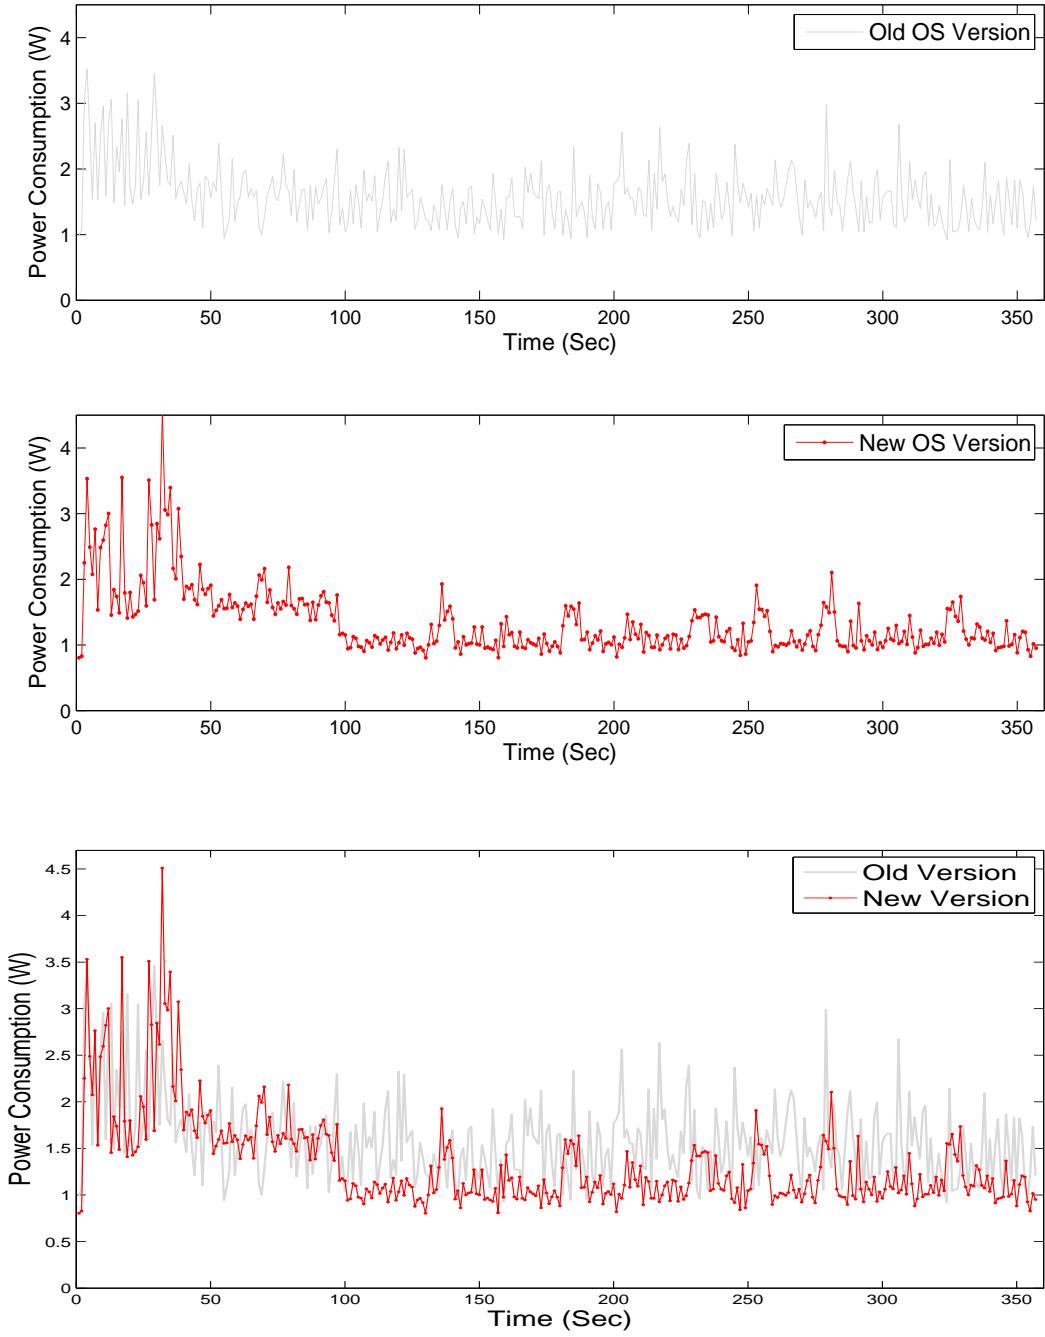 Old OS Version
Power Consumption (W)
4
3
2
1
0
0 50 100 150 200 250 300 350
Time (Sec)
New OS Version
Power Consumption (W)
4
3
2
1
0
0 50 100 150 200 250 300 350
Time (Sec)
Old Version
New Version
Power Consumption (W)
4.5
4
3.5
3
2.5
2
1.5
1
0.5
0
0 50 100 150 200 250 300 350
Time (Sec)